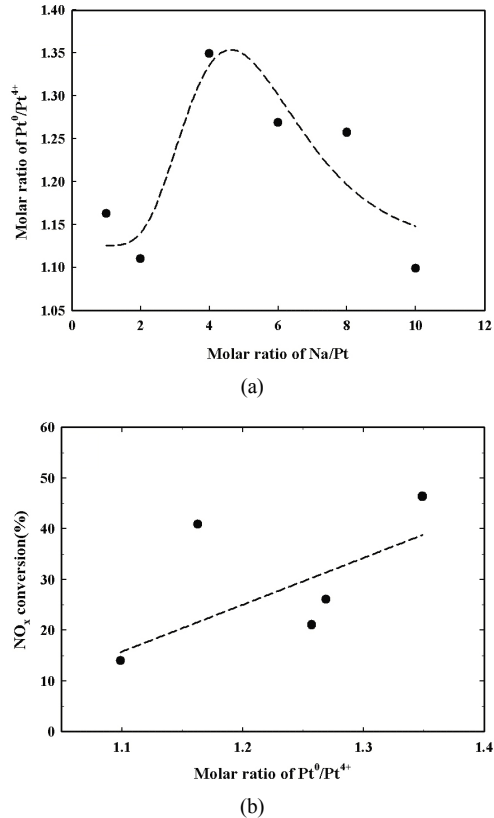 1.40
1.35
1.30
1.25
1.20
1.15
1.10
1.05
Molar ratio of Pt⁰/Pt⁴⁺
0 2 4 6 8 10 12
Molar ratio of Na/Pt
(a)
60
50
40
30
20
10
0
NOₓ conversion(%)
1.1 1.2 1.3 1.4
Molar ratio of Pt⁰/Pt⁴⁺
(b)